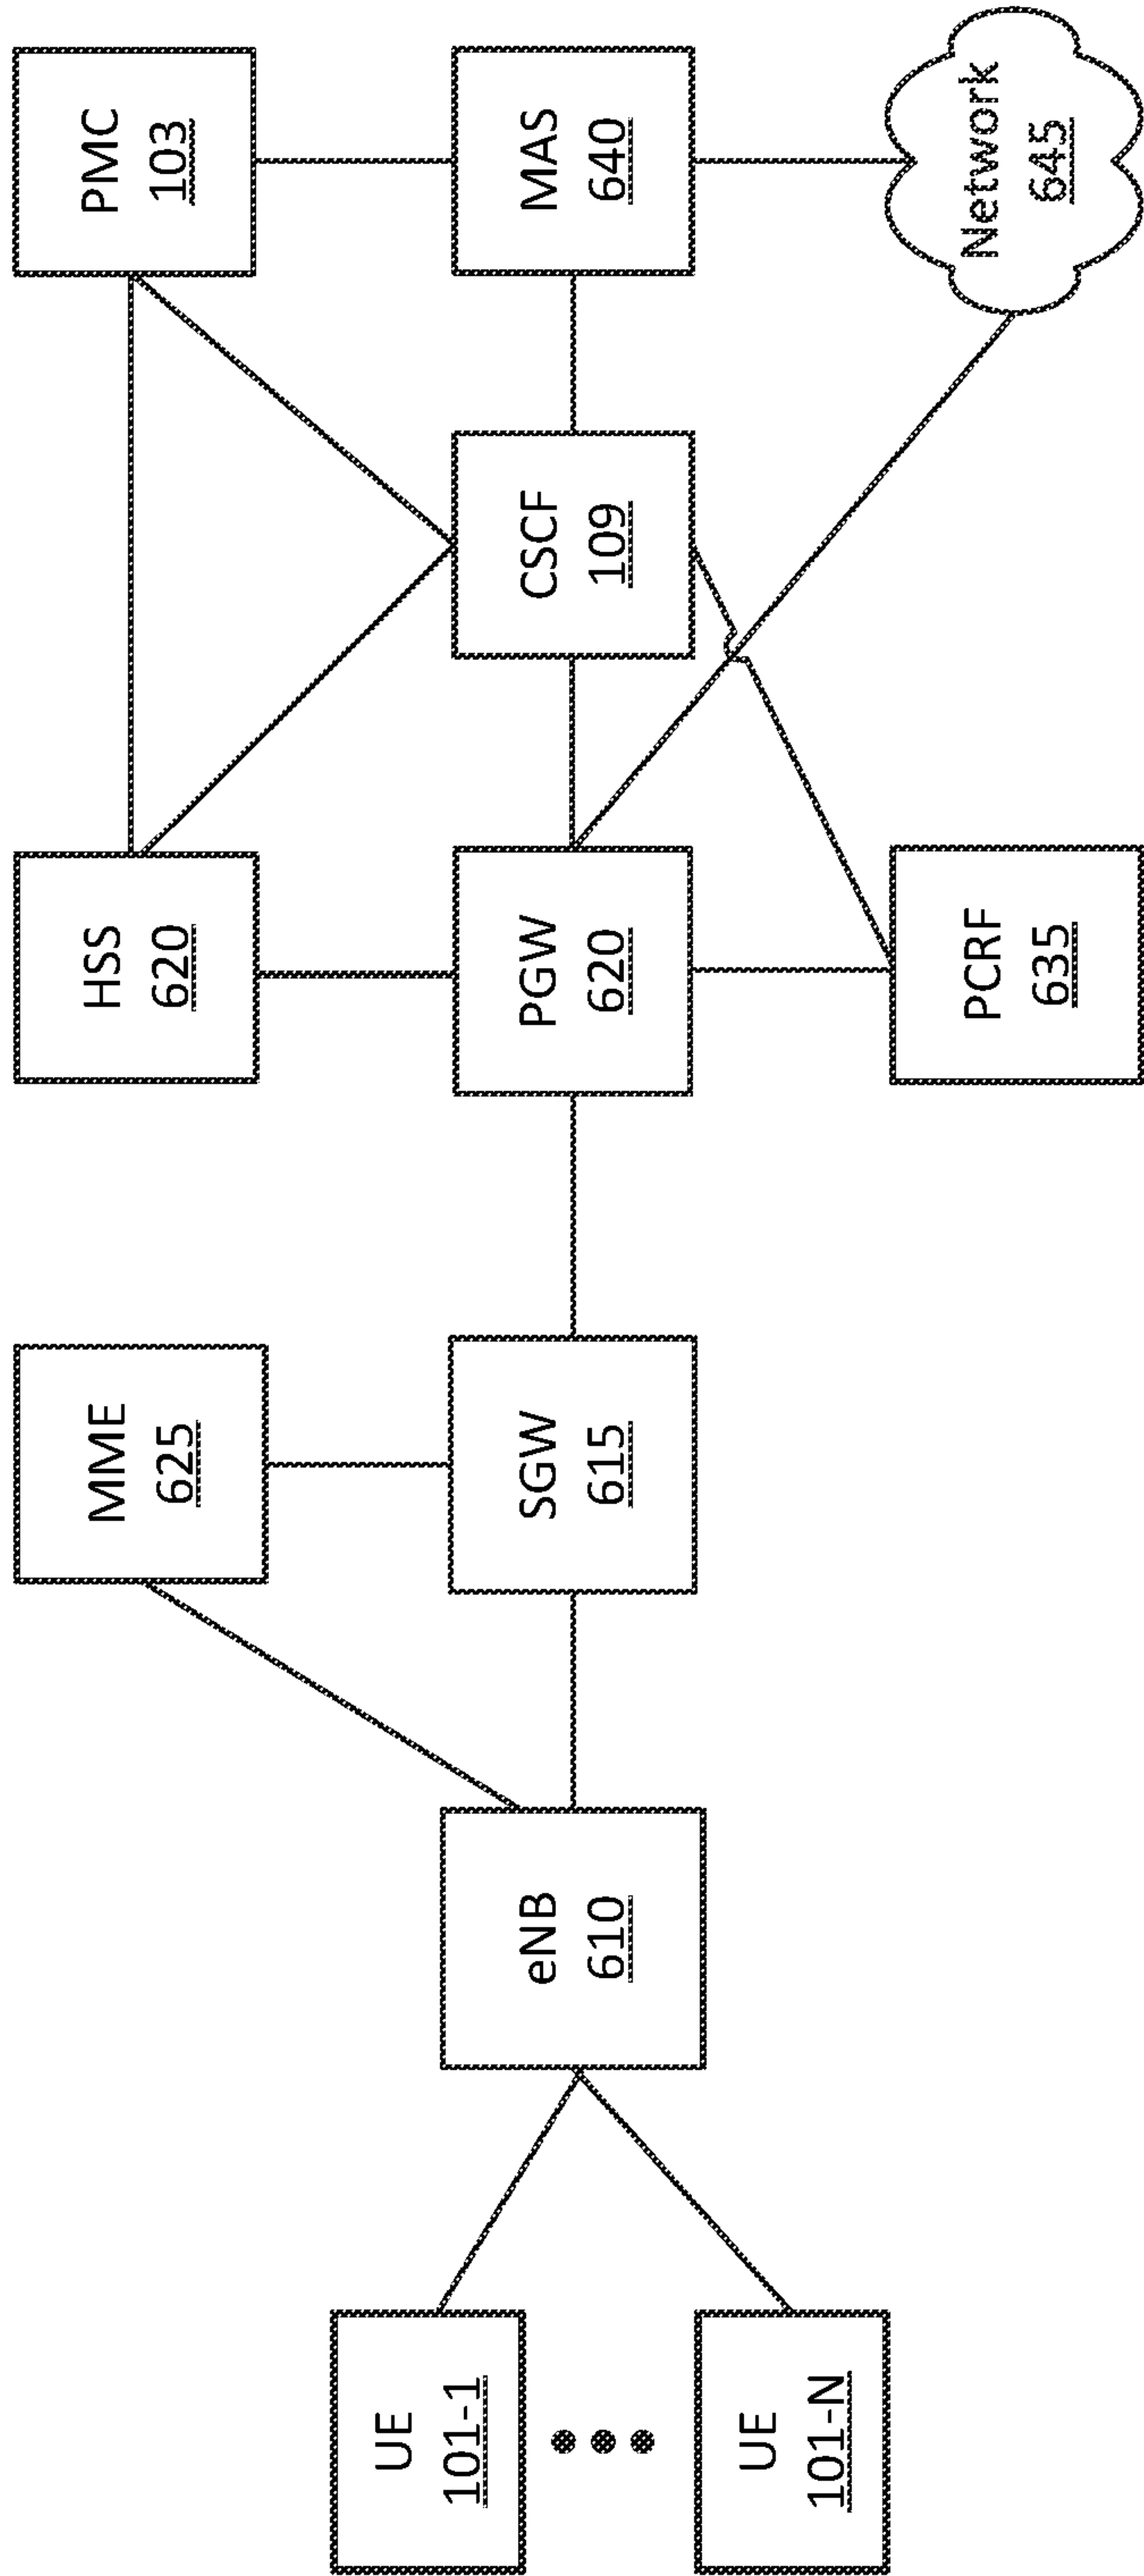 UE
101-1
UE
101-N
eNB
610
MME
625
SGW
615
HSS
620
PGW
620
PCRF
635
CSCF
109
PMC
103
MAS
640
Network
645